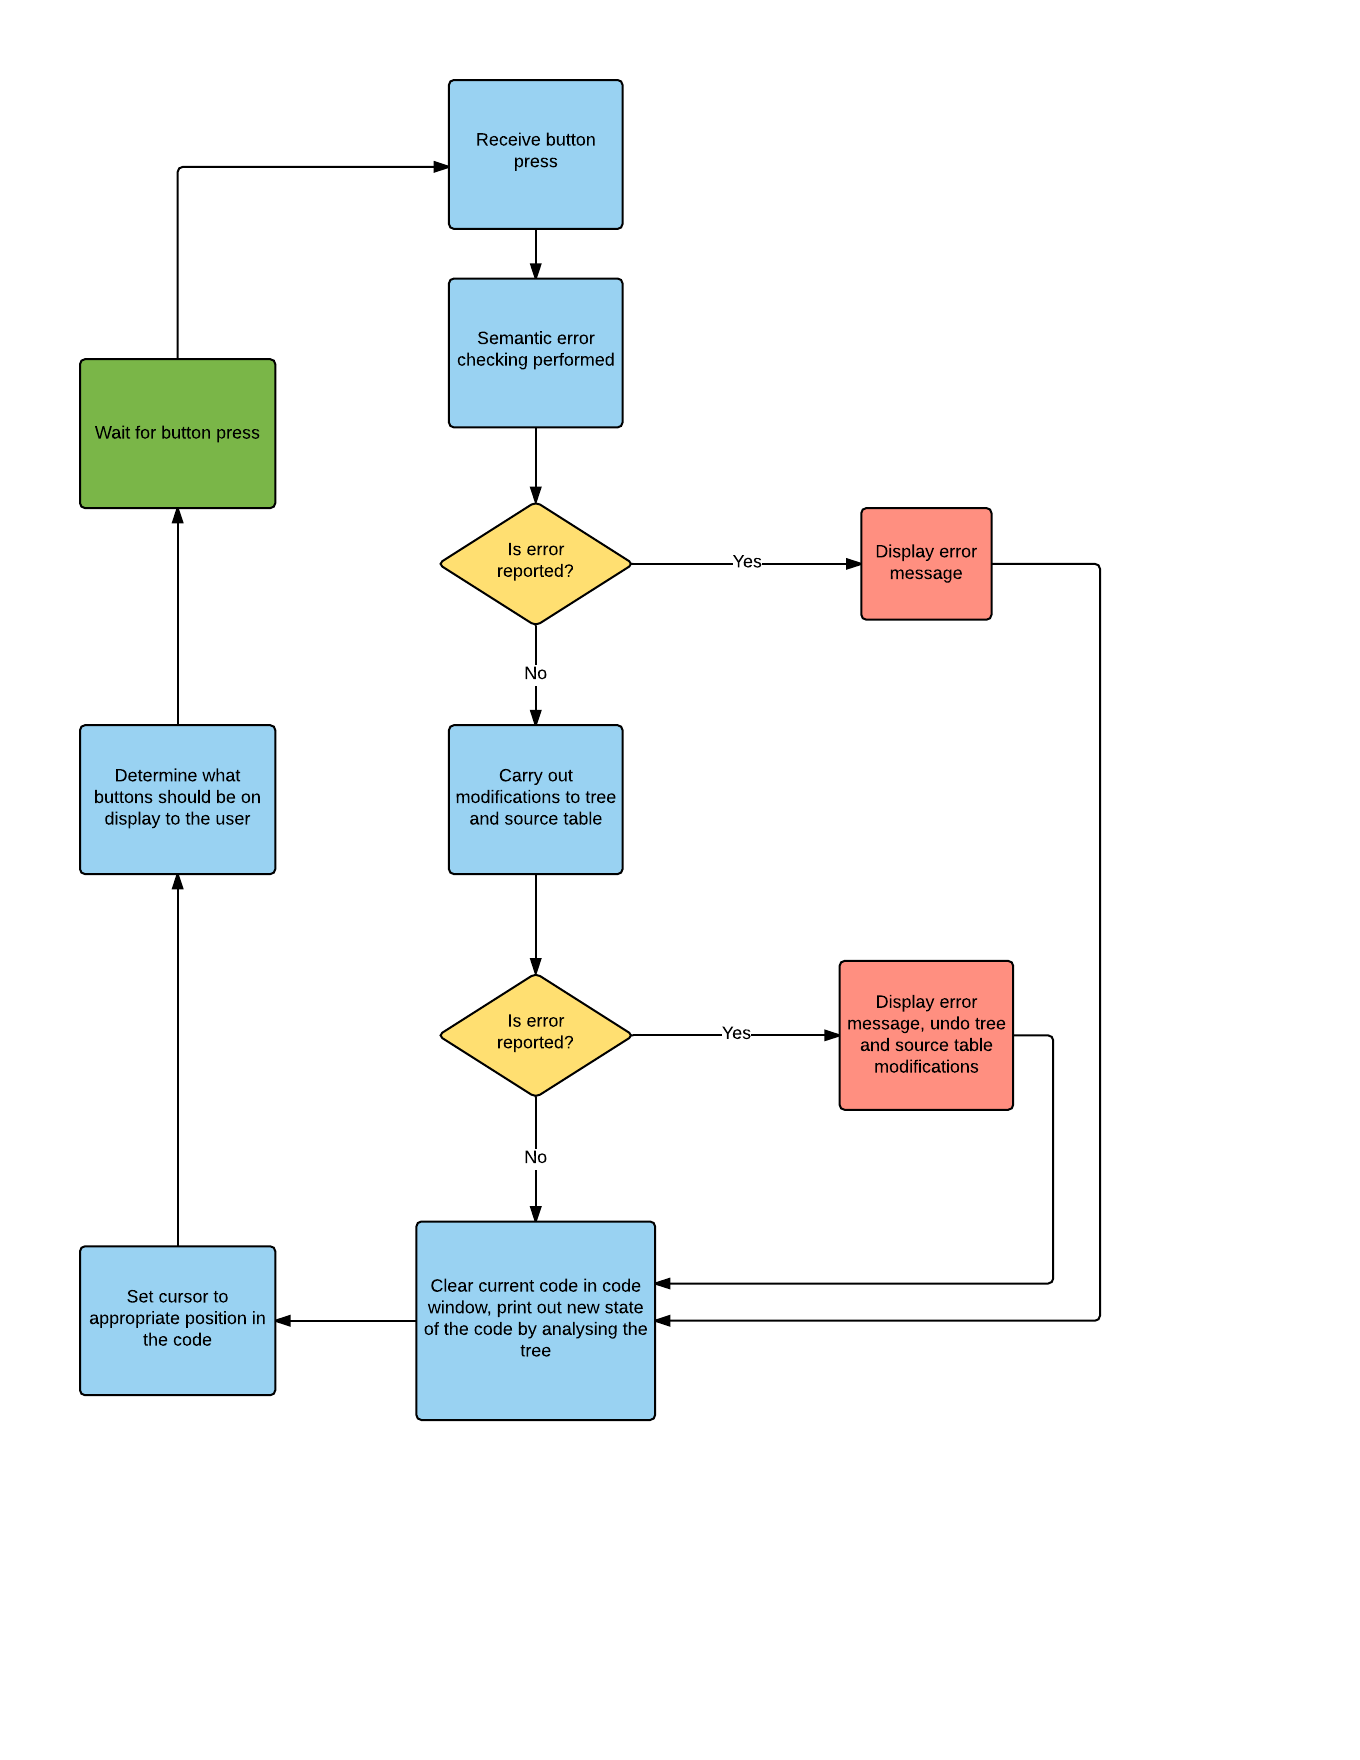 Receive button
press
Semantic error
checking performed
Wait for button press
Is error
reported?
Yes
Display error
message
No
Determine what
buttons should be on
display to the user
Carry out
modifications to tree
and source table
Is error
reported?
Yes
Display error
message, undo tree
and source table
modifications
No
Clear current code in code
window, print out new state
of the code by analysing the
tree
Set cursor to
appropriate position in
the code